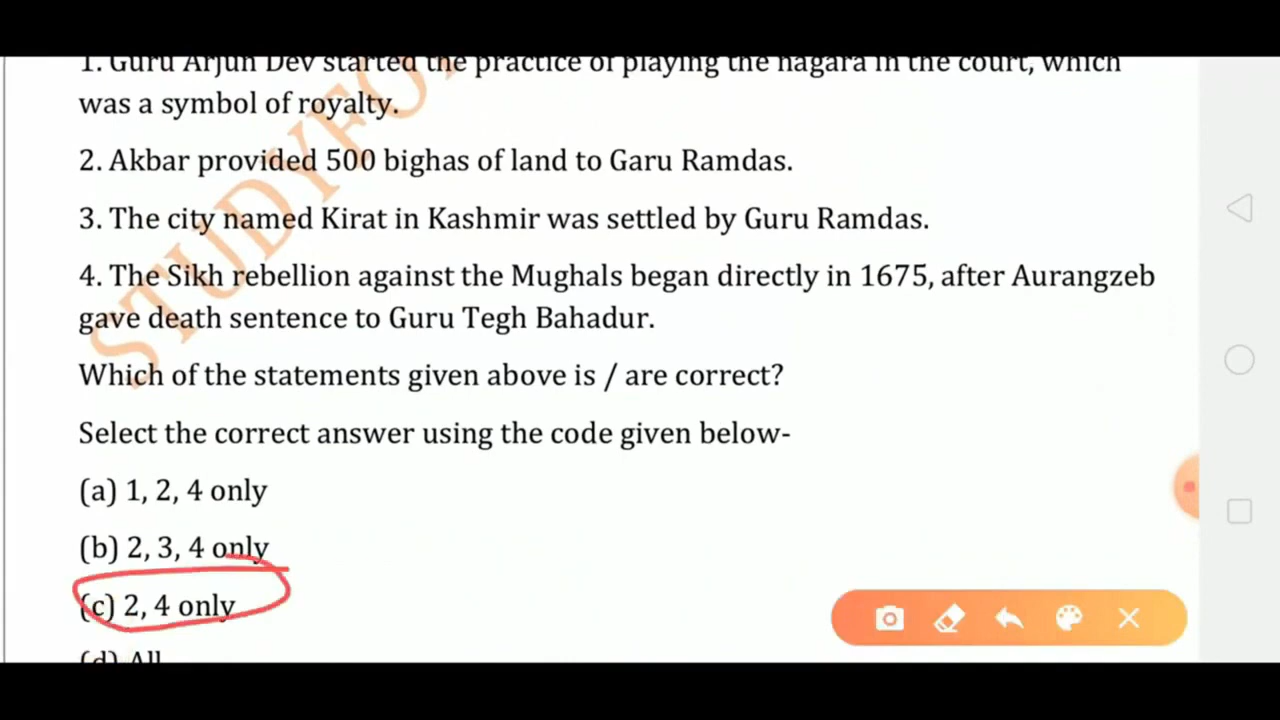 1. Guru Arjun Dev started the practice of playing the nagara in the court, which
was a symbol of royalty.
2. Akbar provided 500 bighas of land to Garu Ramdas.
3. The city named Kirat in Kashmir was settled by Guru Ramdas.
4. The Sikh rebellion against the Mughals began directly in 1675, after Aurangzeb
gave death sentence to Guru Tegh Bahadur.
Which of the statements given above is / are correct?
Select the correct answer using the code given below-
(a) 1, 2, 4 only
(b) 2, 3, 4 only
(c) 2, 4 only
(d) All